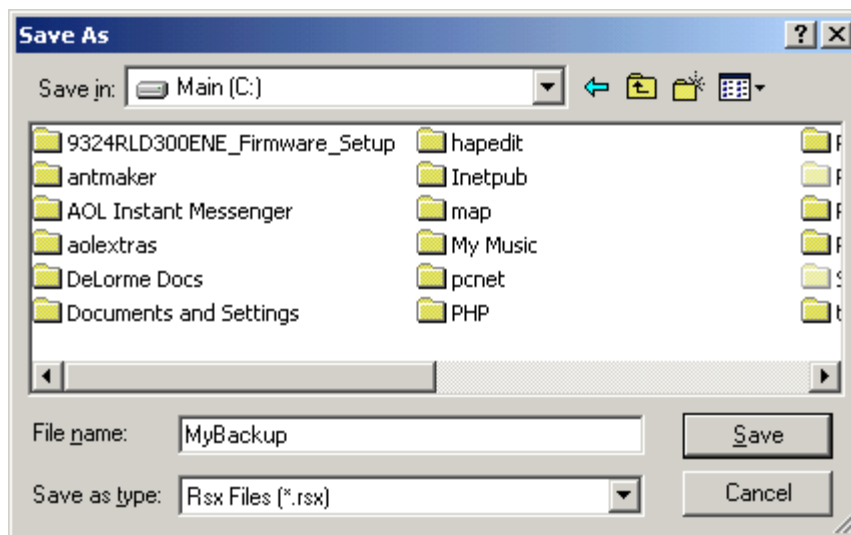 Save As
Save in: Main (C:)
9324RLD300ENE_Firmware_Setup
antmaker
AOL Instant Messenger
aolextras
DeLorme Docs
Documents and Settings
hapedit
Inetpub
map
My Music
pcnet
PHP
File name: MyBackup
Save
Save as type: Rsx Files (*.rsx)
Cancel